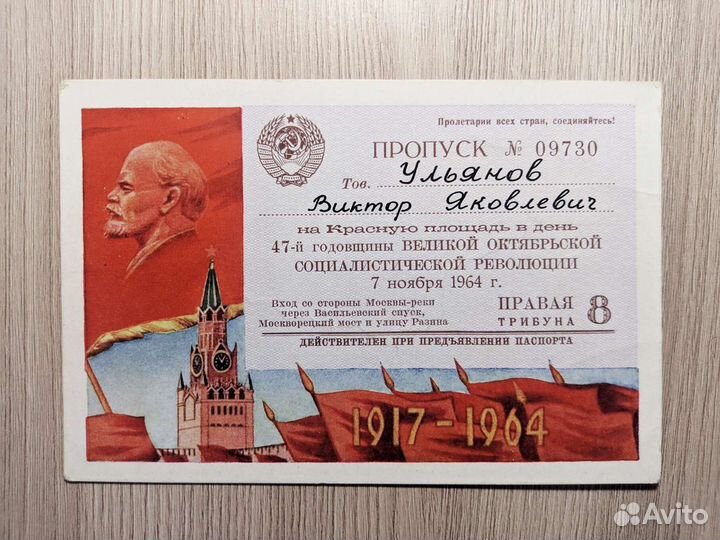 Пролетарии всех стран, соединяйтесь!
ПРОПУСК № 09730
Тов. Ульянов
Виктор Яковлевич
на Красную площадь в день
47-й годовщины ВЕЛИКОЙ ОКТЯБРЬСКОЙ
СОЦИАЛИСТИЧЕСКОЙ РЕВОЛЮЦИИ
7 ноября 1964 г.
Вход со стороны Москвы-реки
через Васильевский спуск,
Москворецкий мост и улицу Разина
ПРАВАЯ
ТРИБУНА 8
ДЕЙСТВИТЕЛЕН ПРИ ПРЕДЪЯВЛЕНИИ ПАСПОРТА
1917-1964
Avito